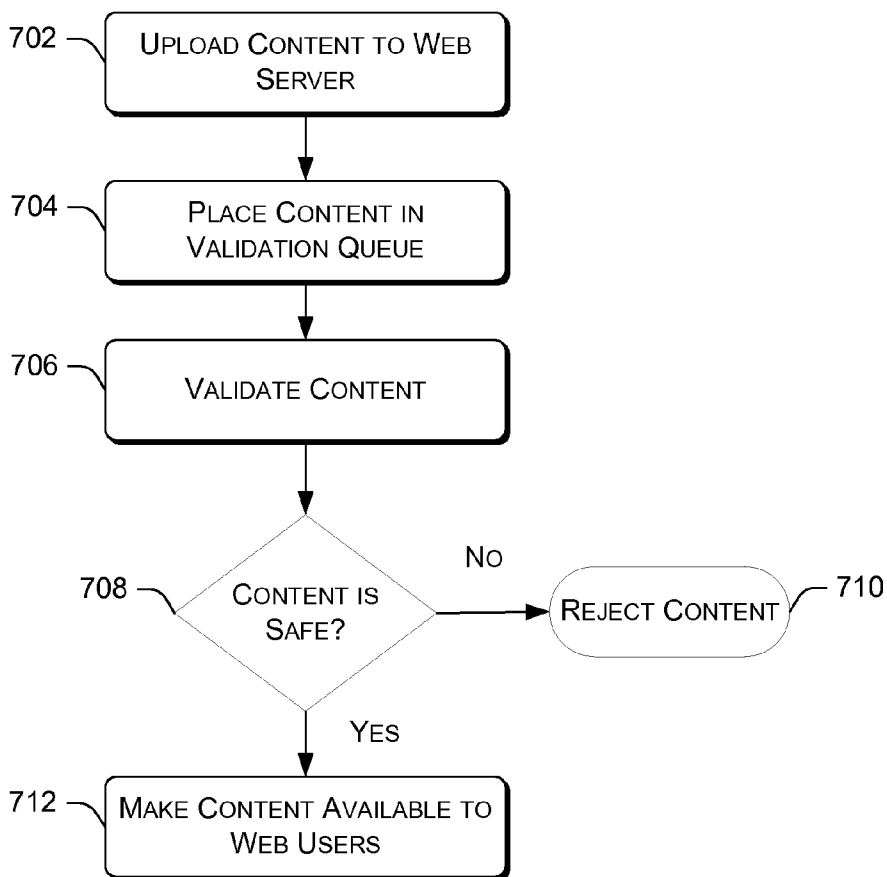 702
UPLOAD CONTENT TO WEB
SERVER
704
PLACE CONTENT IN
VALIDATION QUEUE
706
VALIDATE CONTENT
708
CONTENT IS
SAFE?
NO
REJECT CONTENT
710
YES
712
MAKE CONTENT AVAILABLE TO
WEB USERS